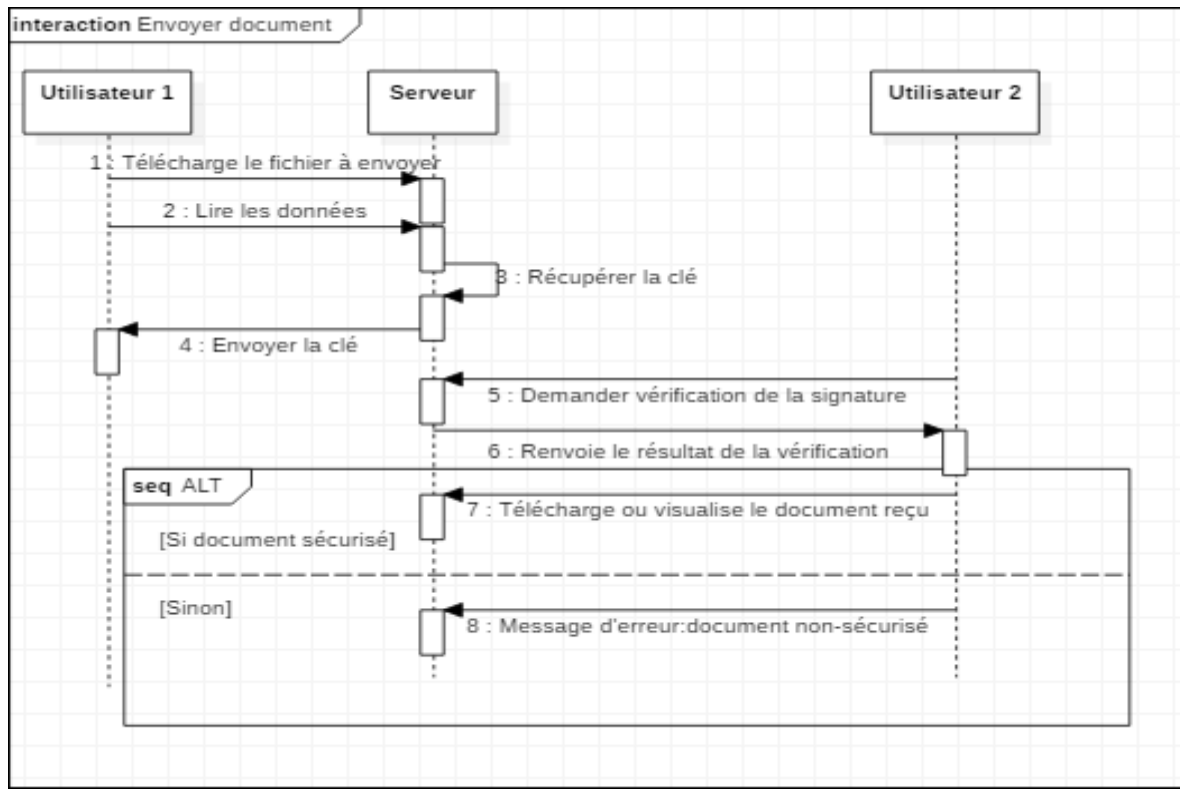 interaction Envoyer document
Utilisateur 1
Serveur
Utilisateur 2
1 : Télécharge le fichier à envoyer
2 : Lire les données
3 : Récupérer la clé
4 : Envoyer la clé
5 : Demander vérification de la signature
6 : Renvoie le résultat de la vérification
seq ALT
7 : Télécharge ou visualise le document reçu
[Si document sécurisé]
[Sinon]
8 : Message d'erreur:document non-sécurisé